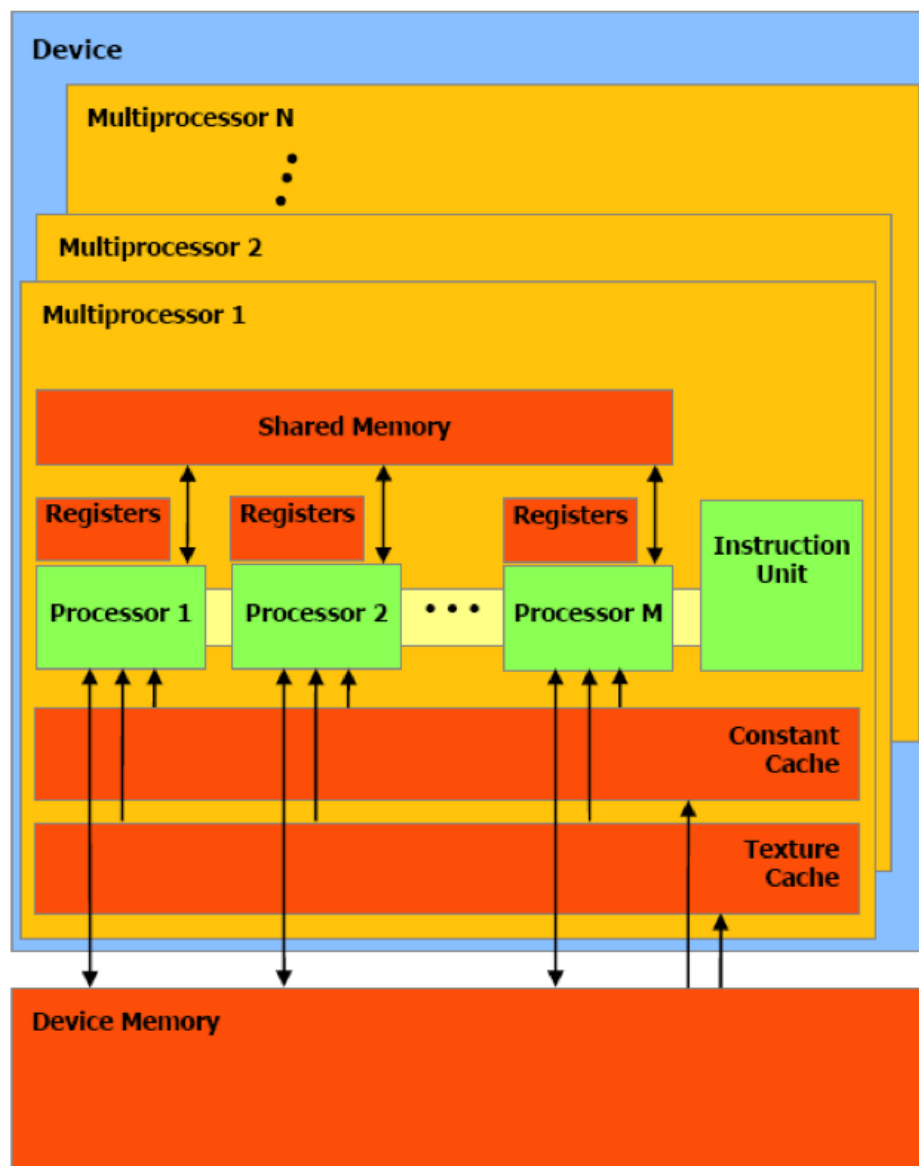 Device
Multiprocessor N
Multiprocessor 2
Multiprocessor 1
Shared Memory
Registers
Registers
Registers
Instruction
Unit
Processor 1
Processor 2
Processor M
Constant
Cache
Texture
Cache
Device Memory